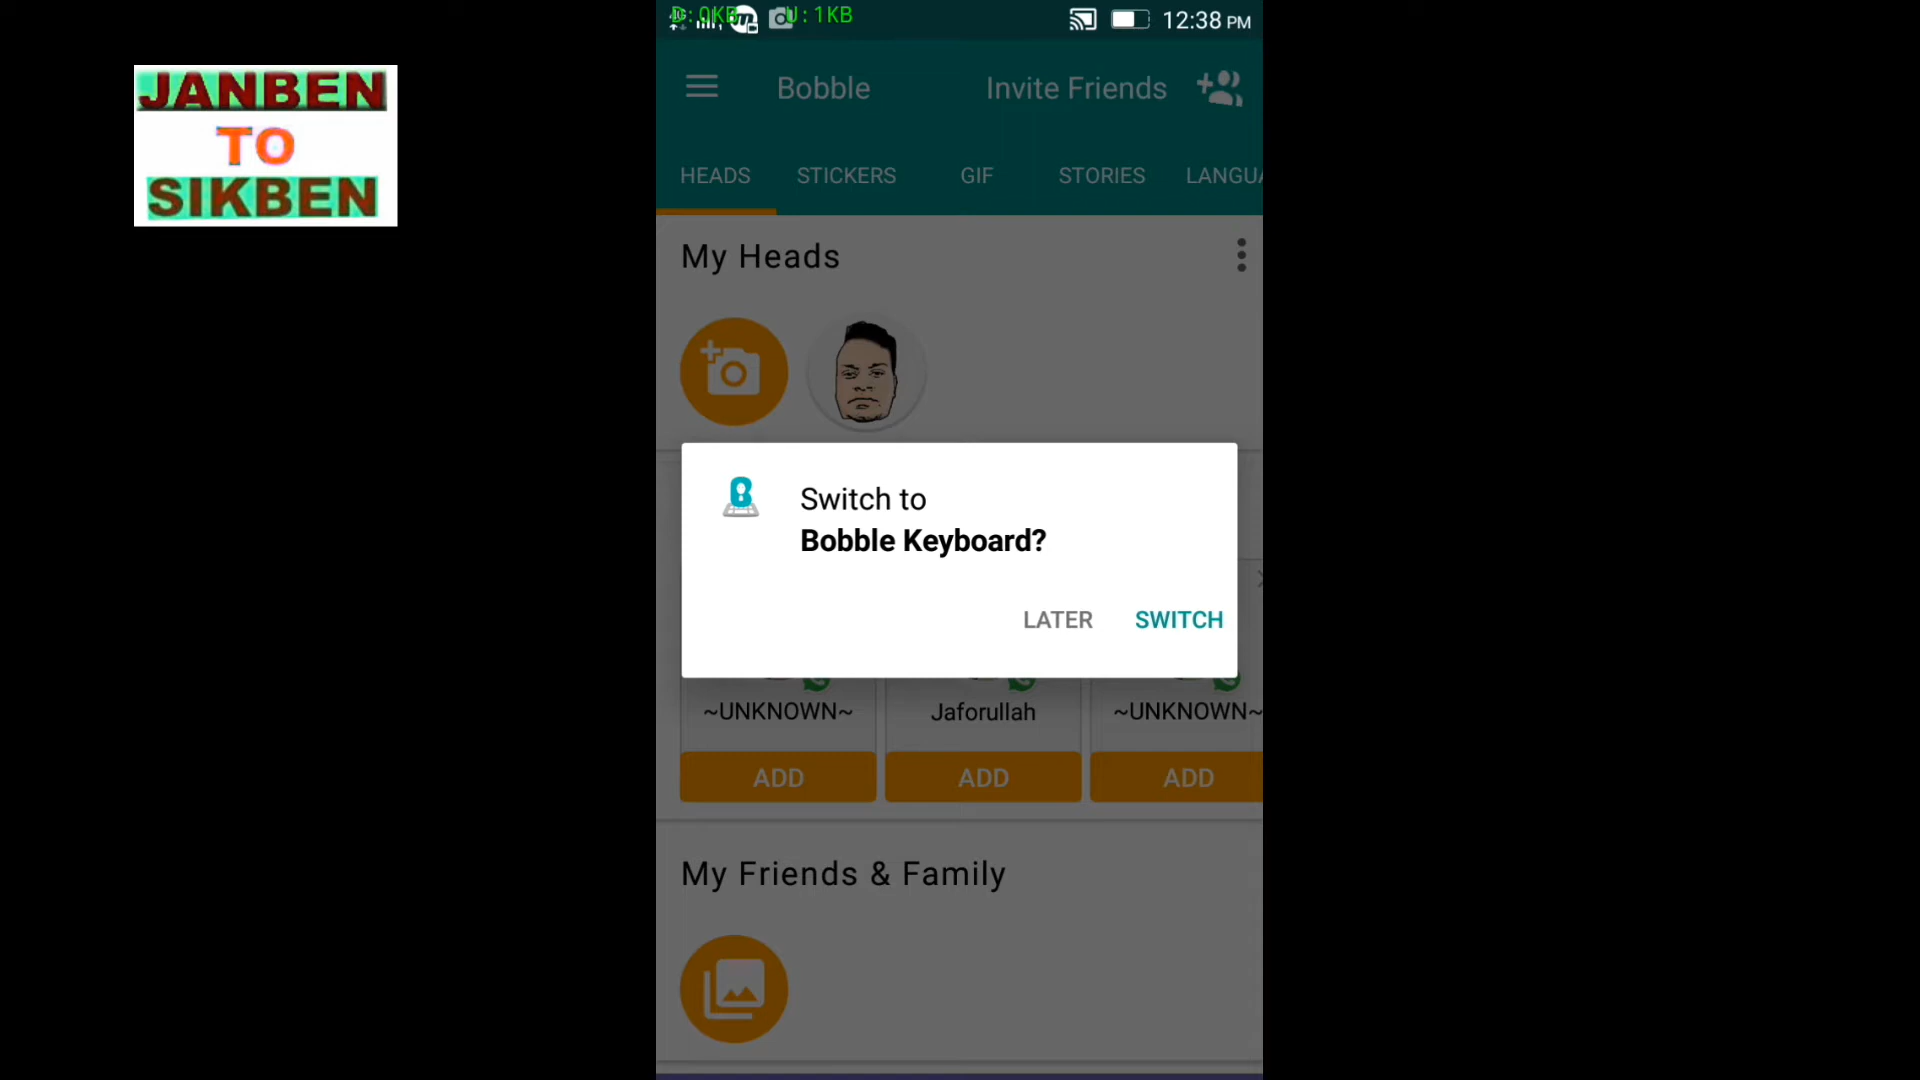 JANBEN
TO
SIKBEN
12:38 PM
Bobble
Invite Friends
HEADS
STICKERS
GIF
STORIES
My Heads
Switch to
Bobble Keyboard?
LATER
SWITCH
~UNKNOWN~
Jaforullah
~UNKNOWN~
ADD
ADD
ADD
My Friends & Family